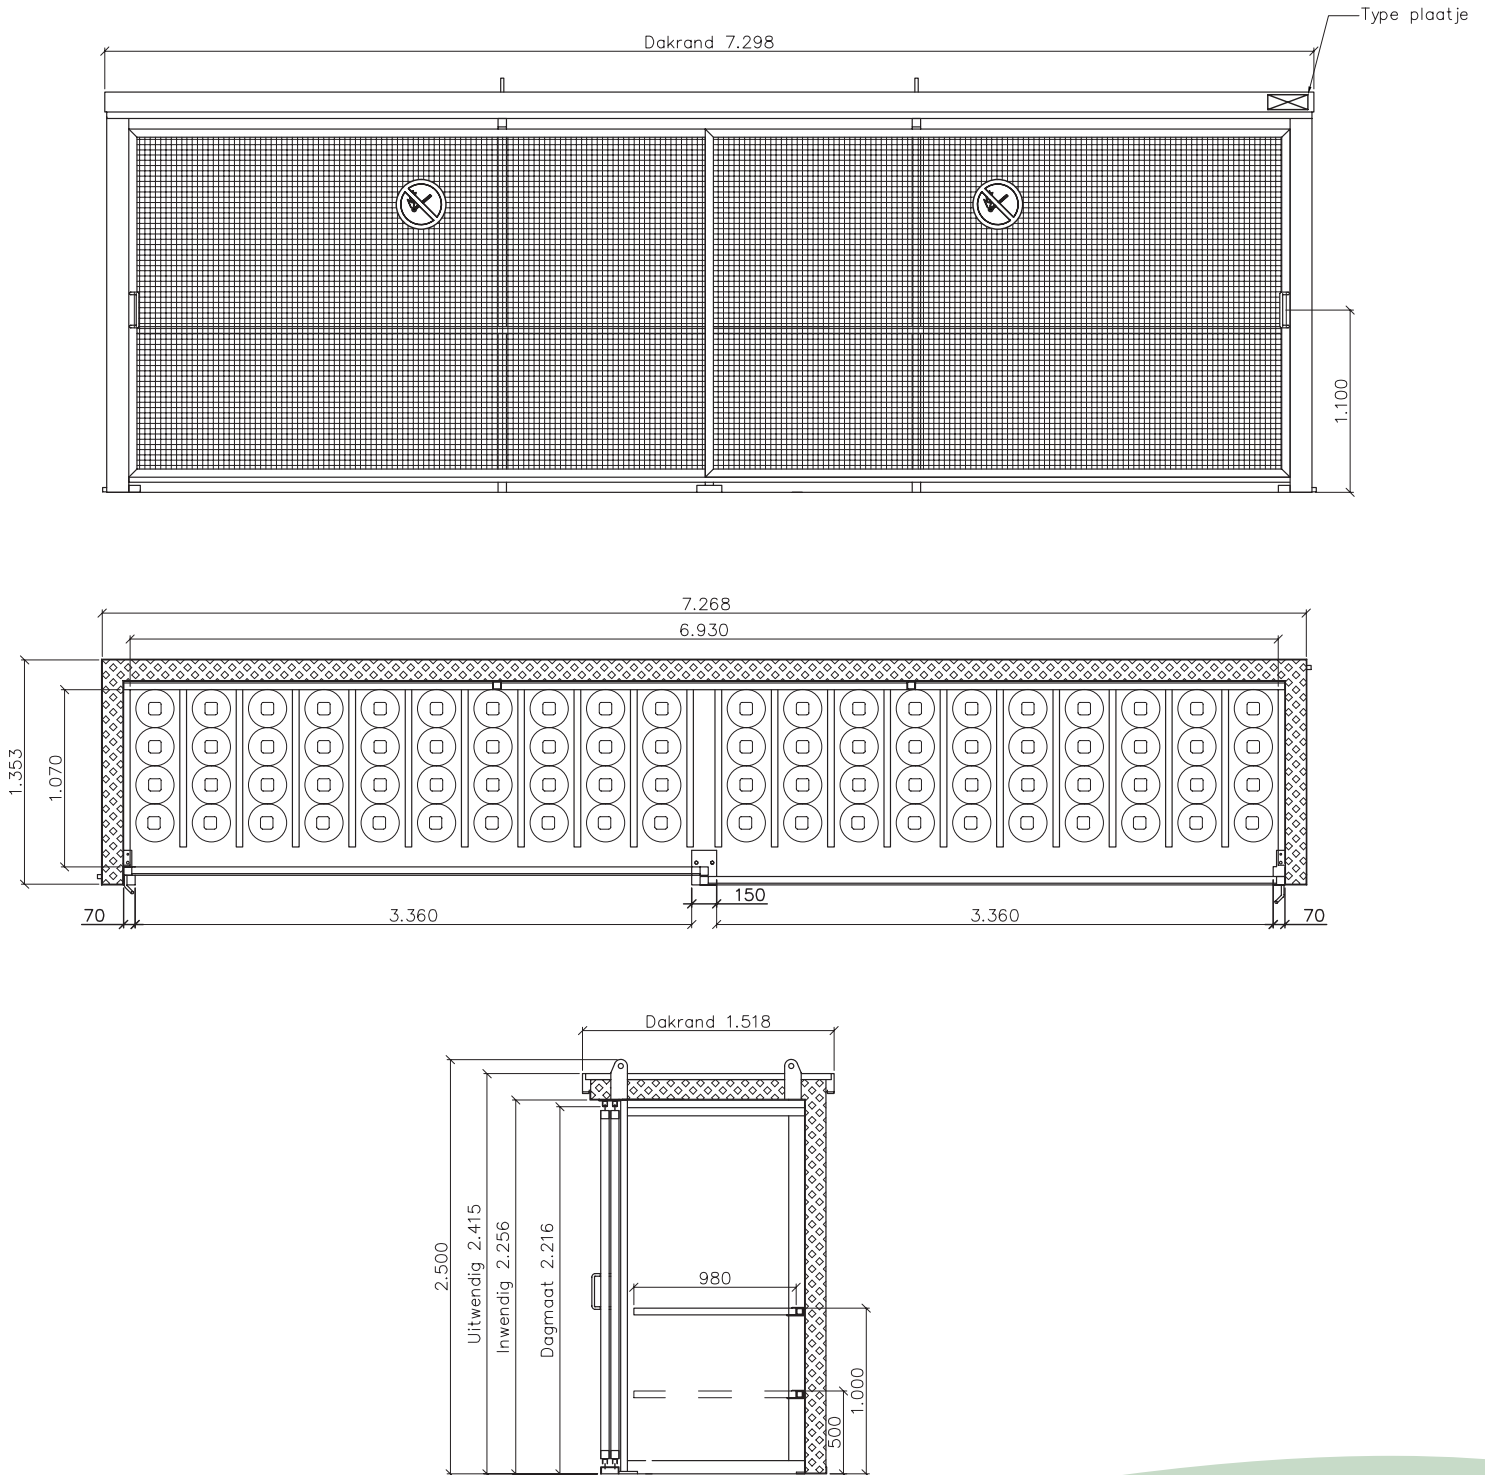 Type plaatje
Dakrand 7.298
1.100
7.268
6.930
1.353
1.070
150
70
3.360
3.360
70
Dakrand 1.518
2.500
Uitwendig 2.415
Inwendig 2.256
Dagmaat 2.216
980
1.000
500